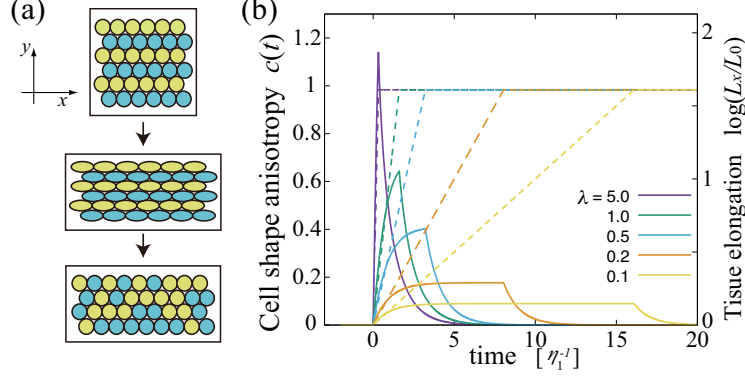 (a)
y
x
(b)
Cell shape anisotropy c(t)
1.2
1
0.8
0.6
0.4
0.2
0
0 5 10 15 20
time [η₁⁻¹]
λ = 5.0
1.0
0.5
0.2
0.1
2
1
0
Tisue elongation log(Lx/L0)